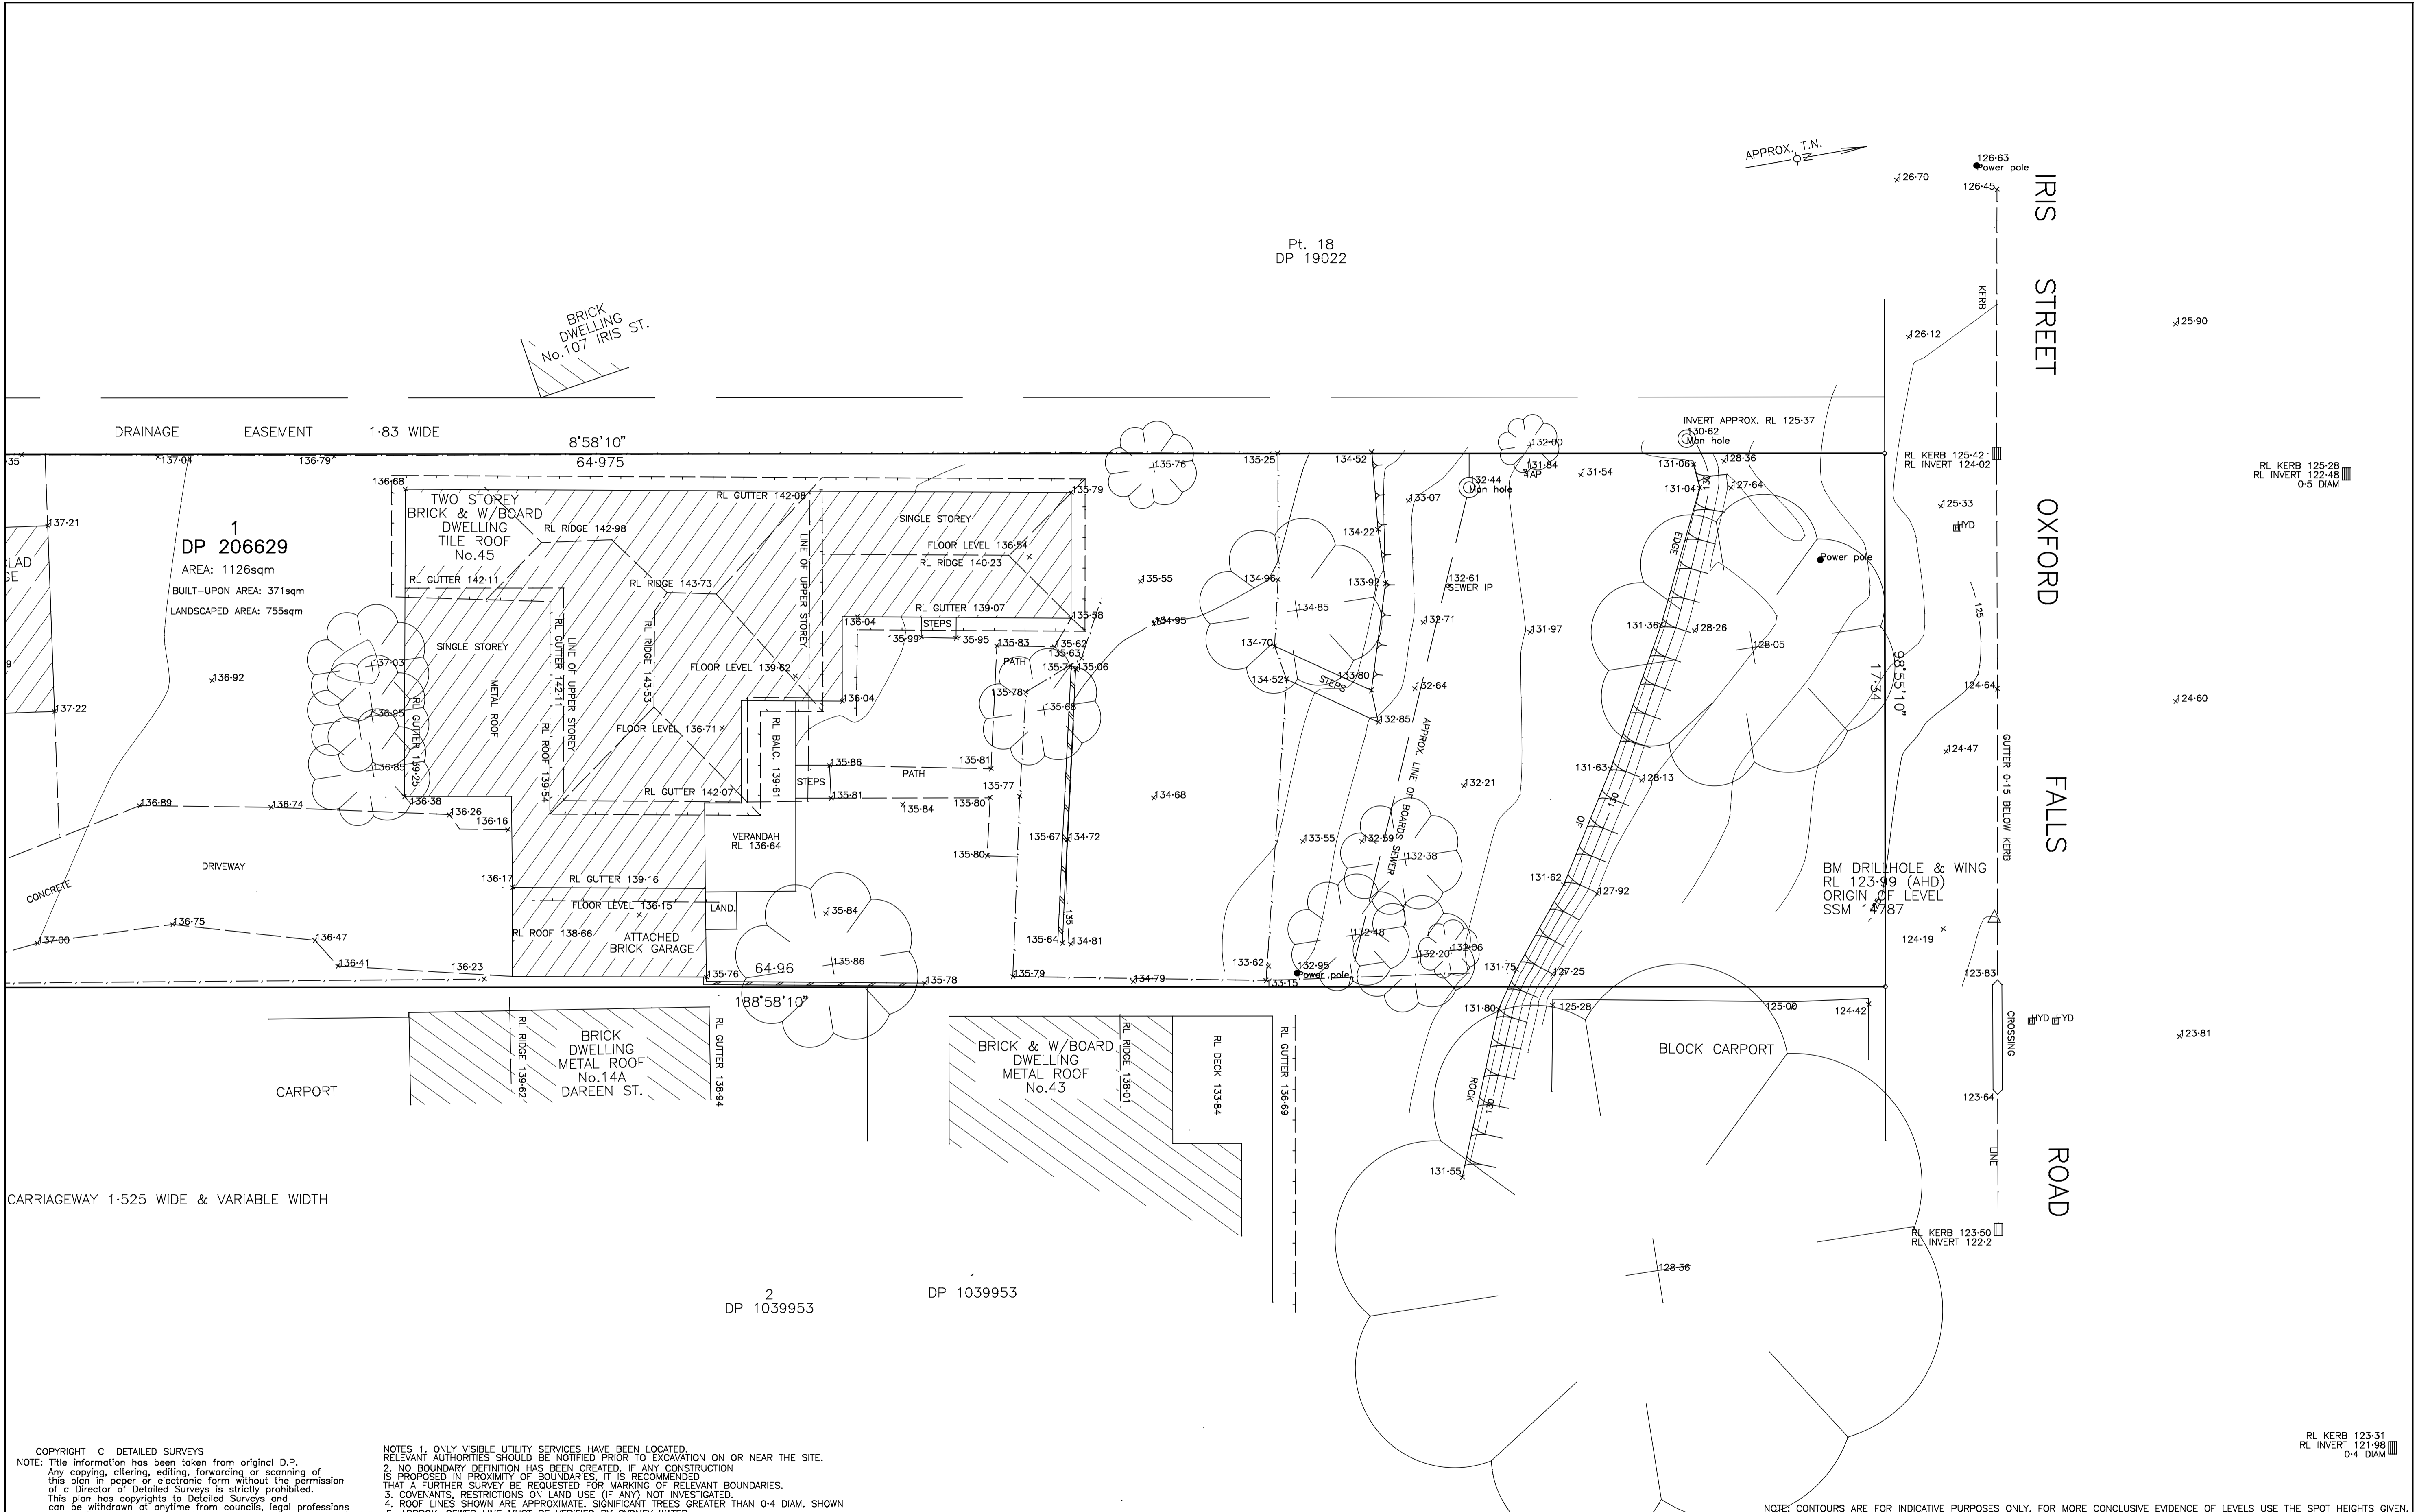 APPROX. T.N.
126·63
Power pole
126·45
126·70
IRIS STREET
OXFORD FALLS ROAD
Pt. 18
DP 19022
KERB
126·12
125·90
BRICK
DWELLING
No.107 IRIS ST.
DRAINAGE EASEMENT 1·83 WIDE
8°58'10"
64·975
INVERT APPROX. RL 125·37
130·62
Man hole
RL KERB 125·42
RL INVERT 124·02
RL KERB 125·28
RL INVERT 122·48
0·5 DIAM
137·04
136·79
136·68
TWO STOREY
BRICK & W/BOARD
DWELLING
TILE ROOF
No.45
RL GUTTER 142·08
RL RIDGE 142·98
SINGLE STOREY
FLOOR LEVEL 136·54
RL RIDGE 140·23
135·79
135·76
135·25
134·52
132·44
Man hole
132·00
131·84
TAP
131·54
131·06
131·04
131
128·36
127·64
133·07
134·22
125·33
HYD
137·21
1
DP 206629
AREA: 1126sqm
BUILT-UPON AREA: 371sqm
LANDSCAPED AREA: 755sqm
RL GUTTER 142·11
RL RIDGE 143·73
LINE OF UPPER STOREY
RL GUTTER 139·07
135·58
135·55
134·95
134·96
134·85
133·92
132·61
SEWER IP
132·71
131·97
EDGE
131·36
128·26
128·05
Power pole
125
98°55'10"
17·34
124·64
124·60
124·47
137·22
136·92
137·03
136·95
136·85
SINGLE STOREY
METAL ROOF
RL GUTTER 139·25
RL GUTTER 142·11
LINE OF UPPER STOREY
RL ROOF 139·54
RL RIDGE 143·53
FLOOR LEVEL 139·62
FLOOR LEVEL 136·71
RL GUTTER 142·07
RL BALC. 139·61
136·04
136·04
STEPS
135·99
135·95
135·83
PATH
135·62
135·63
135·74
135·06
135·78
135·68
134·70
134·52
STEPS
133·80
132·85
132·64
APPROX. LINE OF BOARDS SEWER
132·21
131·63
128·13
130
OF
GUTTER 0·15 BELOW KERB
136·89
136·74
136·38
136·26
136·16
STEPS
135·86
135·81
PATH
135·81
135·77
135·80
135·84
135·80
135·67
134·72
134·68
133·55
132·59
132·38
VERANDAH
RL 136·64
CONCRETE
DRIVEWAY
136·17
RL GUTTER 139·16
FLOOR LEVEL 136·15
RL ROOF 138·66
ATTACHED
BRICK GARAGE
LAND.
135·84
135·86
131·62
127·92
BM DRILLHOLE & WING
RL 123·99 (AHD)
ORIGIN OF LEVEL
SSM 14787
125
124·19
123·83
137·00
136·75
136·47
136·41
136·23
135·76
64·96
188°58'10"
135·78
135·64
134·81
135
135·79
134·79
133·62
133·15
132·95
Power pole
132·48
132·20
132·06
131·75
127·25
131·80
125·28
125·00
124·42
BLOCK CARPORT
CROSSING
HYD
HYD
123·81
123·64
LINE
CARPORT
RL RIDGE 139·62
BRICK
DWELLING
METAL ROOF
No.14A
DAREEN ST.
RL GUTTER 138·94
BRICK & W/BOARD
DWELLING
METAL ROOF
No.43
RL RIDGE 138·01
RL DECK 133·84
RL GUTTER 136·69
ROCK
130
131·55
CARRIAGEWAY 1·525 WIDE & VARIABLE WIDTH
RL KERB 123·50
RL INVERT 122·2
128·36
2
DP 1039953
1
DP 1039953
RL KERB 123·31
RL INVERT 121·98
0·4 DIAM
COPYRIGHT C DETAILED SURVEYS
NOTE: Title information has been taken from original D.P.
Any copying, altering, editing, forwarding or scanning of
this plan in paper or electronic form without the permission
of a Director of Detailed Surveys is strictly prohibited.
This plan has copyrights to Detailed Surveys and
can be withdrawn at anytime from councils, legal professions
NOTES 1. ONLY VISIBLE UTILITY SERVICES HAVE BEEN LOCATED.
RELEVANT AUTHORITIES SHOULD BE NOTIFIED PRIOR TO EXCAVATION ON OR NEAR THE SITE.
2. NO BOUNDARY DEFINITION HAS BEEN CREATED. IF ANY CONSTRUCTION
IS PROPOSED IN PROXIMITY OF BOUNDARIES, IT IS RECOMMENDED
THAT A FURTHER SURVEY BE REQUESTED FOR MARKING OF RELEVANT BOUNDARIES.
3. COVENANTS, RESTRICTIONS ON LAND USE (IF ANY) NOT INVESTIGATED.
4. ROOF LINES SHOWN ARE APPROXIMATE. SIGNIFICANT TREES GREATER THAN 0·4 DIAM. SHOWN
5. APPROX. SEWER LINE MUST BE VERIFIED BY SYDNEY WATER
NOTE: CONTOURS ARE FOR INDICATIVE PURPOSES ONLY. FOR MORE CONCLUSIVE EVIDENCE OF LEVELS USE THE SPOT HEIGHTS GIVEN.